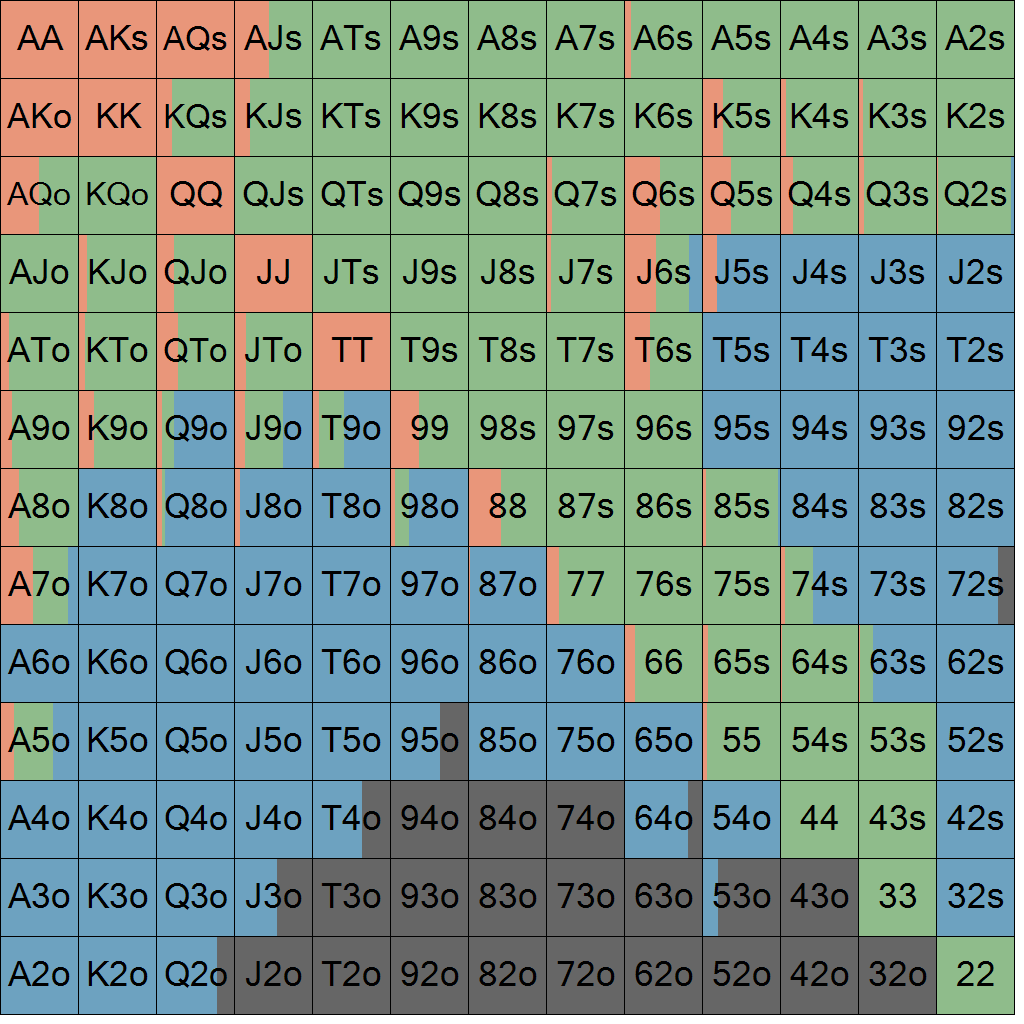 AA AKs AQs AJs ATs A9s A8s A7s A6s A5s A4s A3s A2s
AKo KK KQs KJs KTs K9s K8s K7s K6s K5s K4s K3s K2s
AQo KQo QQ QJs QTs Q9s Q8s Q7s Q6s Q5s Q4s Q3s Q2s
AJo KJo QJo JJ JTs J9s J8s J7s J6s J5s J4s J3s J2s
ATo KTo QTo JTo TT T9s T8s T7s T6s T5s T4s T3s T2s
A9o K9o Q9o J9o T9o 99 98s 97s 96s 95s 94s 93s 92s
A8o K8o Q8o J8o T8o 98o 88 87s 86s 85s 84s 83s 82s
A7o K7o Q7o J7o T7o 97o 87o 77 76s 75s 74s 73s 72s
A6o K6o Q6o J6o T6o 96o 86o 76o 66 65s 64s 63s 62s
A5o K5o Q5o J5o T5o 95o 85o 75o 65o 55 54s 53s 52s
A4o K4o Q4o J4o T4o 94o 84o 74o 64o 54o 44 43s 42s
A3o K3o Q3o J3o T3o 93o 83o 73o 63o 53o 43o 33 32s
A2o K2o Q2o J2o T2o 92o 82o 72o 62o 52o 42o 32o 22